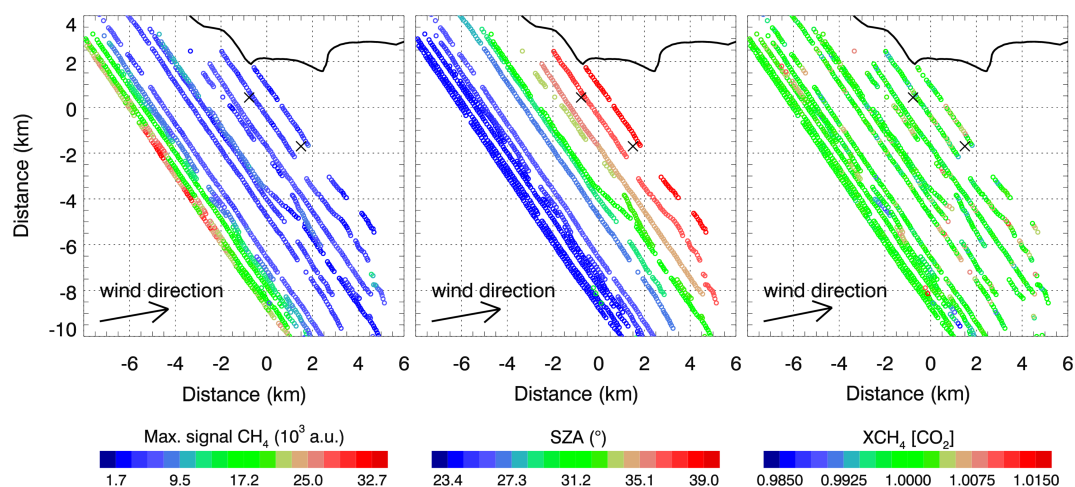 4
2
0
-2
-4
-6
-8
-10
Distance (km)
wind direction
wind direction
wind direction
-6 -4 -2 0 2 4 6
-6 -4 -2 0 2 4 6
-6 -4 -2 0 2 4 6
Distance (km)
Distance (km)
Distance (km)
Max. signal CH₄ (10³ a.u.)
SZA (°)
XCH₄ [CO₂]
1.7 9.5 17.2 25.0 32.7
23.4 27.3 31.2 35.1 39.0
0.9850 0.9925 1.0000 1.0075 1.0150